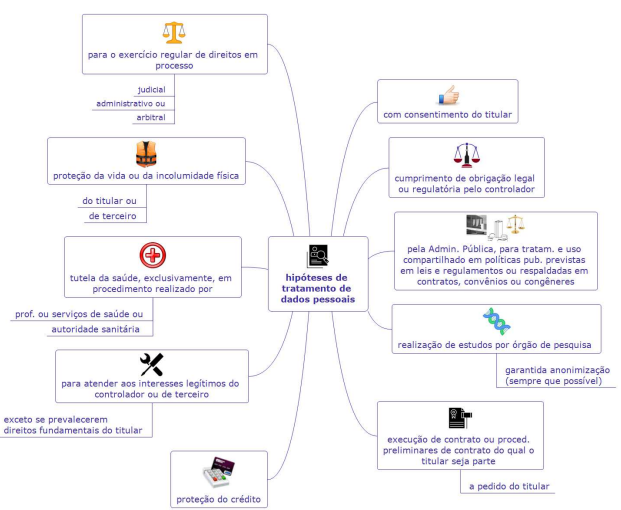 para o exercício regular de direitos em
processo
judicial
administrativo ou
arbitral
proteção da vida ou da incolumidade física
do titular ou
de terceiro
tutela da saúde, exclusivamente, em
procedimento realizado por
prof. ou serviços de saúde ou
autoridade sanitária
para atender aos interesses legítimos do
controlador ou de terceiro
exceto se prevalecerem
direitos fundamentais do titular
proteção do crédito
hipóteses de
tratamento de
dados pessoais
com consentimento do titular
cumprimento de obrigação legal
ou regulatória pelo controlador
pela Admin. Pública, para tratam. e uso
compartilhado em políticas pub. previstas
em leis e regulamentos ou respaldadas em
contratos, convênios ou congêneres
realização de estudos por órgão de pesquisa
garantida anonimização
(sempre que possível)
execução de contrato ou proced.
preliminares de contrato do qual o
titular seja parte
a pedido do titular